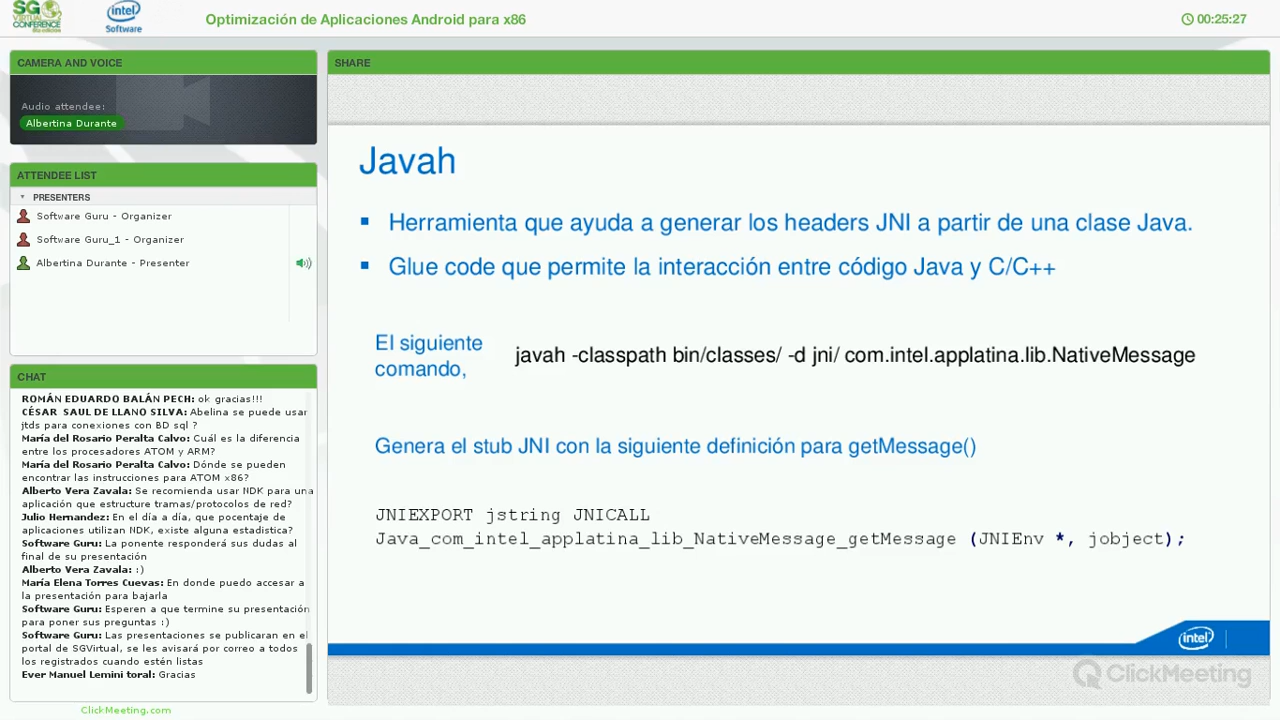 SG
VIRTUAL
CONFERENCE
intel
Software
Optimización de Aplicaciones Android para x86
00:25:27
CAMERA AND VOICE
Audio attendee:
Albertina Durante
ATTENDEE LIST
PRESENTERS
Software Guru - Organizer
Software Guru_1 - Organizer
Albertina Durante - Presenter
CHAT
ROMÁN EDUARDO BALÁN PECH: ok gracias!!!
CÉSAR SAUL DE LLANO SILVA: Abelina se puede usar
jtds para conexiones con BD sql ?
María del Rosario Peralta Calvo: Cuál es la diferencia
entre los procesadores ATOM y ARM?
María del Rosario Peralta Calvo: Dónde se pueden
encontrar las instrucciones para ATOM x86?
Alberto Vera Zavala: Se recomienda usar NDK para una
aplicación que estructure tramas/protocolos de red?
Julio Hernandez: En el día a día, que pocentaje de
aplicaciones utilizan NDK, existe alguna estadistica?
Software Guru: La ponente responderá sus dudas al
final de su presentación
Alberto Vera Zavala: :)
María Elena Torres Cuevas: En donde puedo accesar a
la presentación para bajarla
Software Guru: Esperen a que termine su presentación
para poner sus preguntas :)
Software Guru: Las presentaciones se publicaran en el
portal de SGVirtual, se les avisará por correo a todos
los registrados cuando estén listas
Ever Manuel Lemini toral: Gracias
ClickMeeting.com
SHARE
Javah
Herramienta que ayuda a generar los headers JNI a partir de una clase Java.
Glue code que permite la interacción entre código Java y C/C++
El siguiente
comando,
javah -classpath bin/classes/ -d jni/ com.intel.applatina.lib.NativeMessage
Genera el stub JNI con la siguiente definición para getMessage()
JNIEXPORT jstring JNICALL
Java_com_intel_applatina_lib_NativeMessage_getMessage (JNIEnv *, jobject);
intel
ClickMeeting